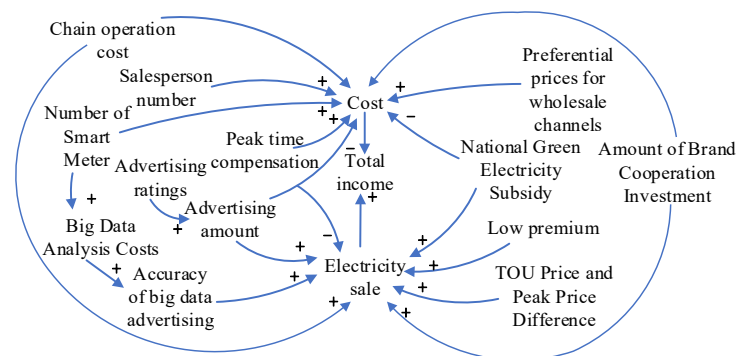 Chain operation
cost
Salesperson
number
Number of
Smart
Meter
Peak time
compensation
Advertising
ratings
Advertising
amount
Big Data
Analysis Costs
Accuracy
of big data
advertising
Cost
Total
income
Electricity
sale
Preferential
prices for
wholesale
channels
National Green
Electricity
Subsidy
Low premium
TOU Price and
Peak Price
Difference
Amount of Brand
Cooperation
Investment
+
+
+
+
−
−
+
+
+
+
−
+
+
+
+
+
+
+
+